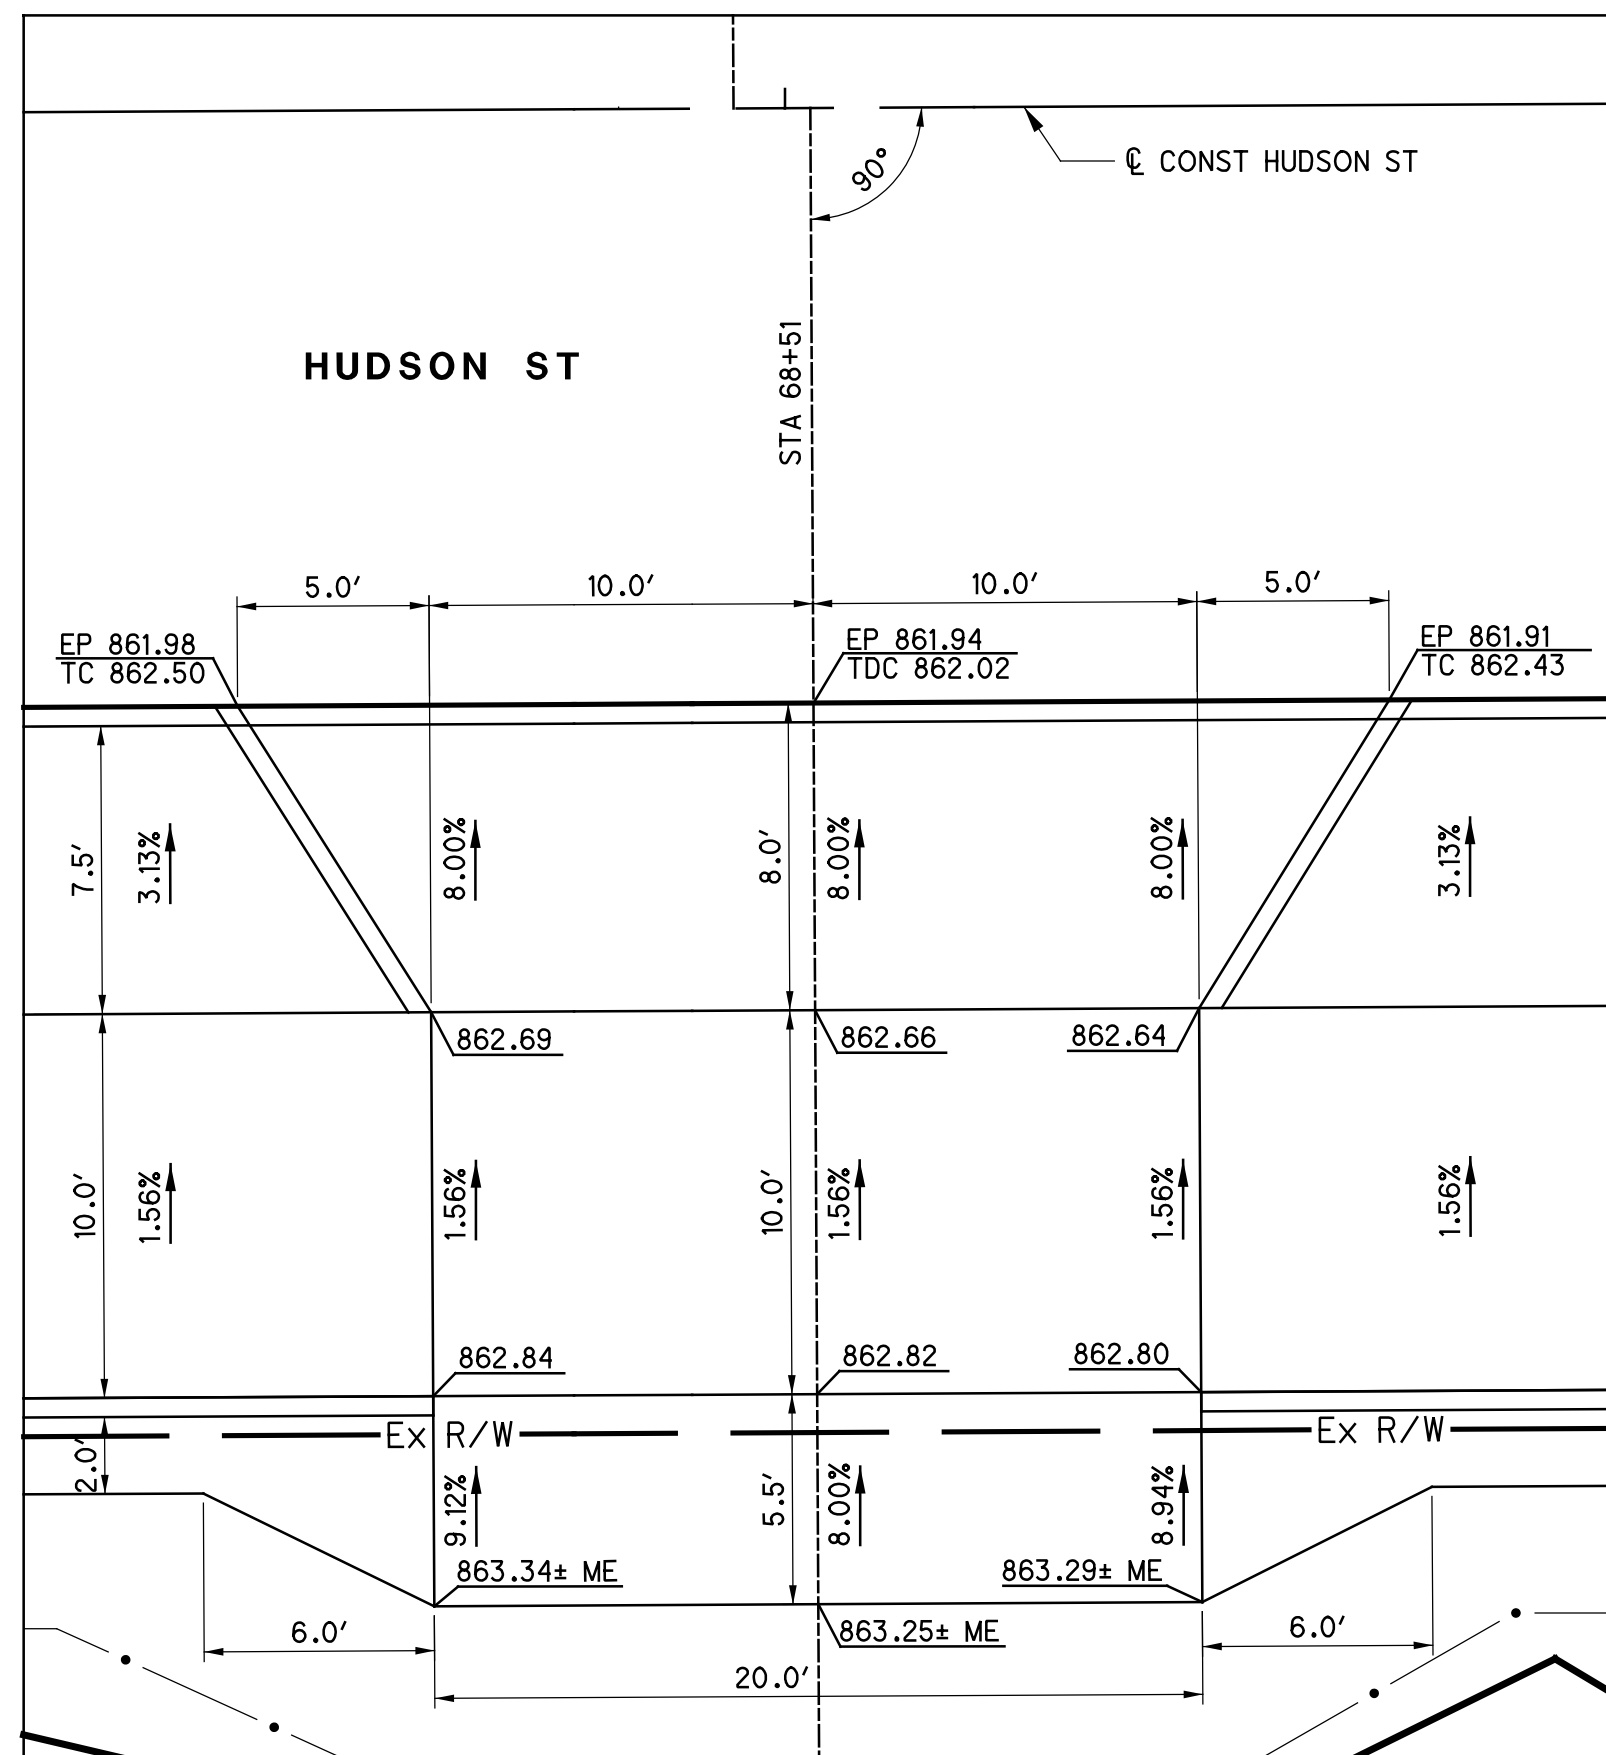 ℄ CONST HUDSON ST
90°
HUDSON ST
STA 68+51
5.0'
10.0'
10.0'
5.0'
EP 861.98
TC 862.50
EP 861.94
TDC 862.02
EP 861.91
TC 862.43
7.5'
3.13%
8.00%
8.0'
8.00%
8.00%
3.13%
862.69
862.66
862.64
10.0'
1.56%
1.56%
10.0'
1.56%
1.56%
1.56%
862.84
862.82
862.80
Ex R/W
Ex R/W
2.0'
9.12%
5.5'
8.00%
8.94%
863.34± ME
863.29± ME
863.25± ME
6.0'
6.0'
20.0'